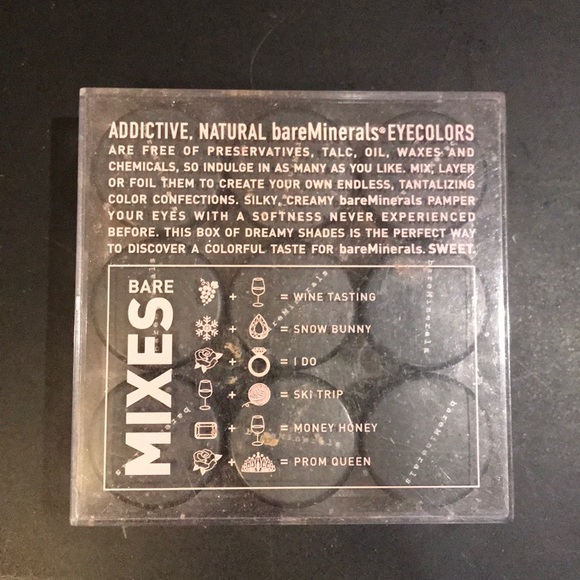 ADDICTIVE, NATURAL bareMinerals® EYECOLORS
ARE FREE OF PRESERVATIVES, TALC, OIL, WAXES AND
CHEMICALS, SO INDULGE IN AS MANY AS YOU LIKE. MIX, LAYER
OR FOIL THEM TO CREATE YOUR OWN ENDLESS, TANTALIZING
COLOR CONFECTIONS. SILKY, CREAMY bareMinerals PAMPER
YOUR EYES WITH A SOFTNESS NEVER EXPERIENCED
BEFORE. THIS BOX OF DREAMY SHADES IS THE PERFECT WAY
TO DISCOVER A COLORFUL TASTE FOR bareMinerals. SWEET.
BARE
MIXES
+ = WINE TASTING
+ = SNOW BUNNY
+ = I DO
+ = SKI TRIP
+ = MONEY HONEY
+ = PROM QUEEN
bareMinerals
bareMinerals